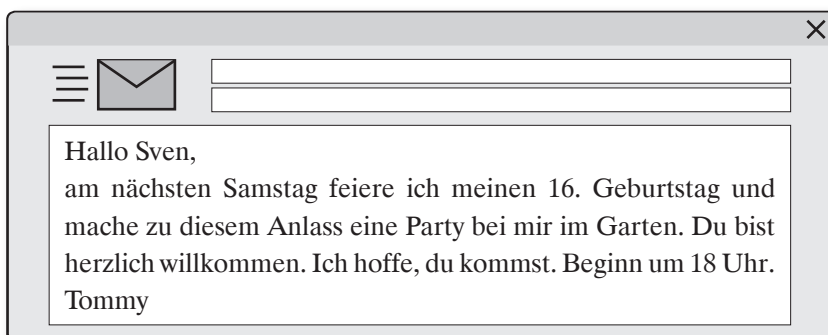 Hallo Sven,
am nächsten Samstag feiere ich meinen 16. Geburtstag und
mache zu diesem Anlass eine Party bei mir im Garten. Du bist
herzlich willkommen. Ich hoffe, du kommst. Beginn um 18 Uhr.
Tommy